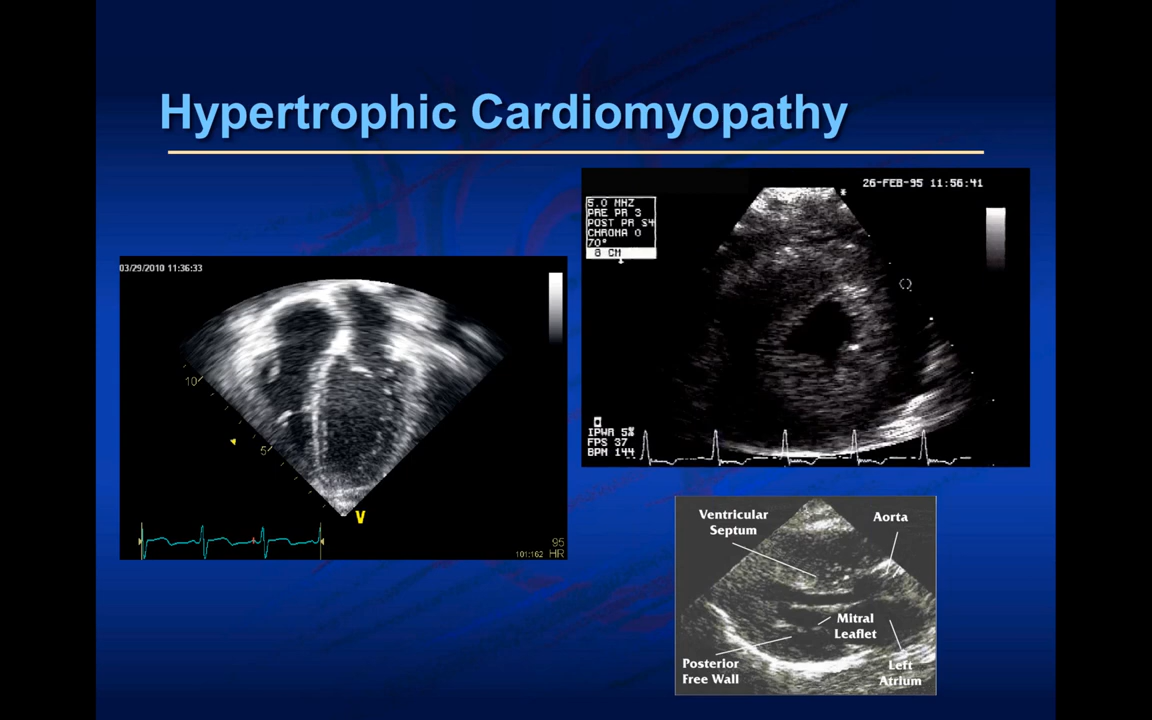 Hypertrophic Cardiomyopathy
03/29/2010 11:36:33
10
5
V
95
HR
101:162
26-FEB-95 11:56:41
5.0 MHZ
PRE PR 3
POST PR S4
CHROMA 0
70°
8 CM
IPWR 5%
FPS 37
BPM 144
Ventricular
Septum
Aorta
Mitral
Leaflet
Posterior
Free Wall
Left
Atrium